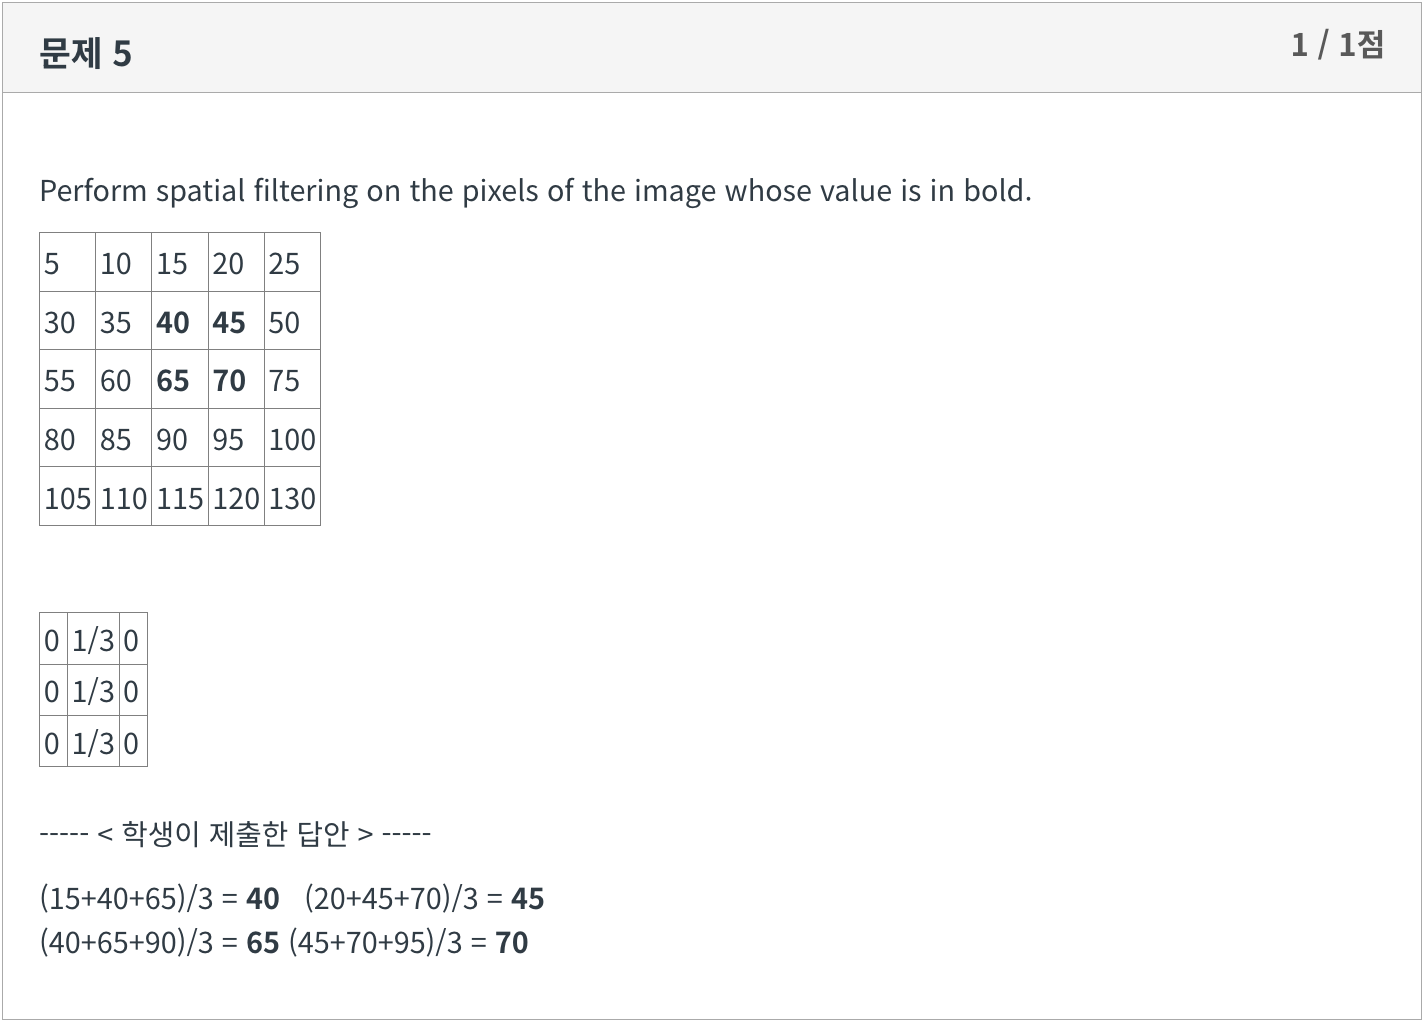 문제 5
1 / 1점
Perform spatial filtering on the pixels of the image whose value is in bold.
5 10 15 20 25
30 35 40 45 50
55 60 65 70 75
80 85 90 95 100
105 110 115 120 130
0 1/3 0
0 1/3 0
0 1/3 0
----- < 학생이 제출한 답안 > -----
(15+40+65)/3 = 40 (20+45+70)/3 = 45
(40+65+90)/3 = 65 (45+70+95)/3 = 70